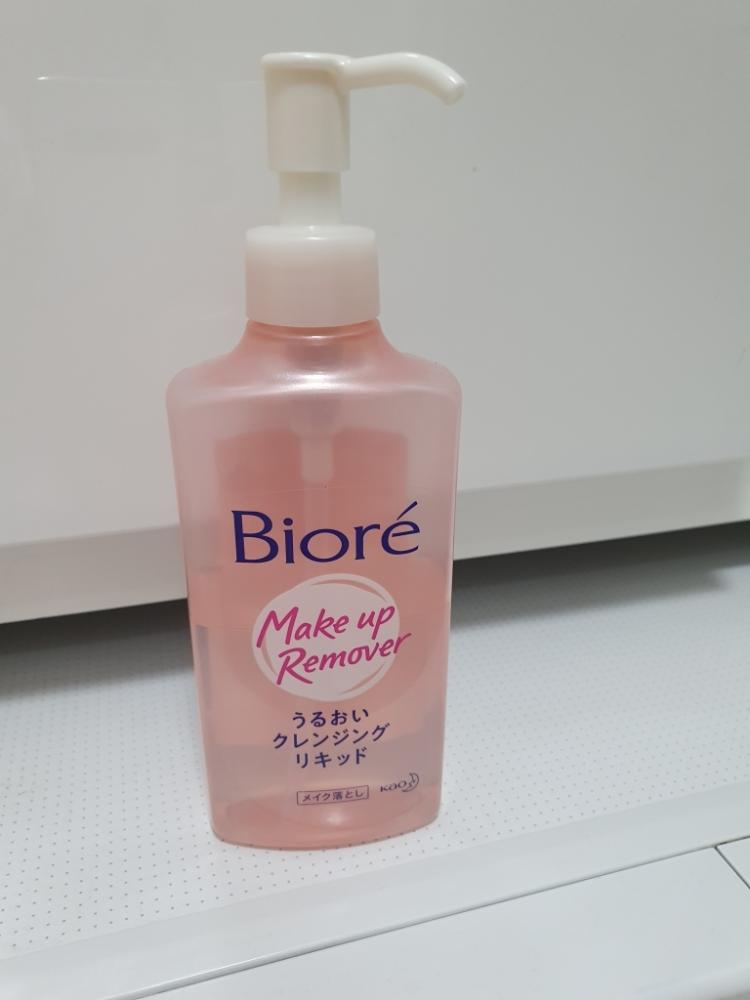 Bioré
Make up
Remover
うるおい
クレンジング
リキッド
メイク落とし
Kao